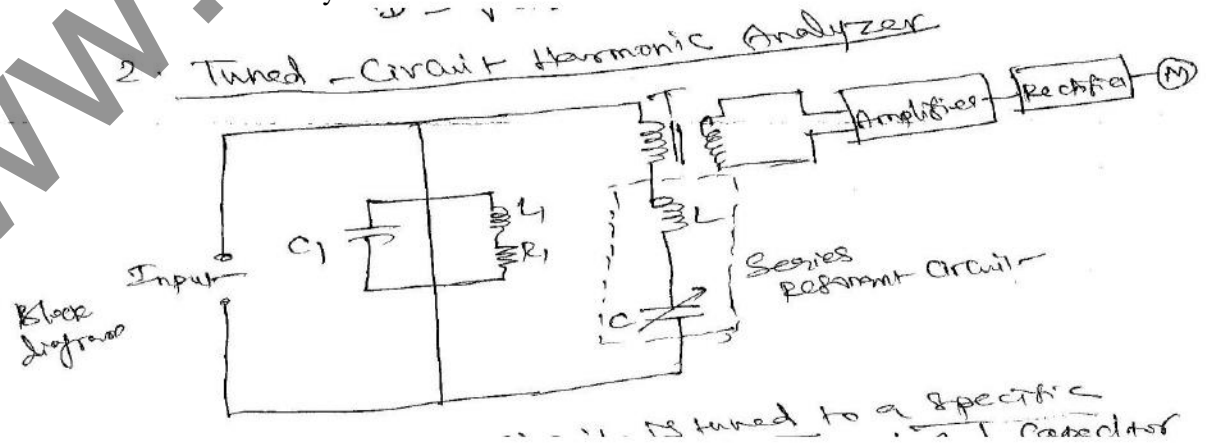 2. Tuned - Circuit Harmonic Analyzer
T
Amplifier
Rectifier
M
L1
C1
R1
L
C
Series
Resonant Circuit
Input
Block
diagram
is tuned to a specific
Capacitor